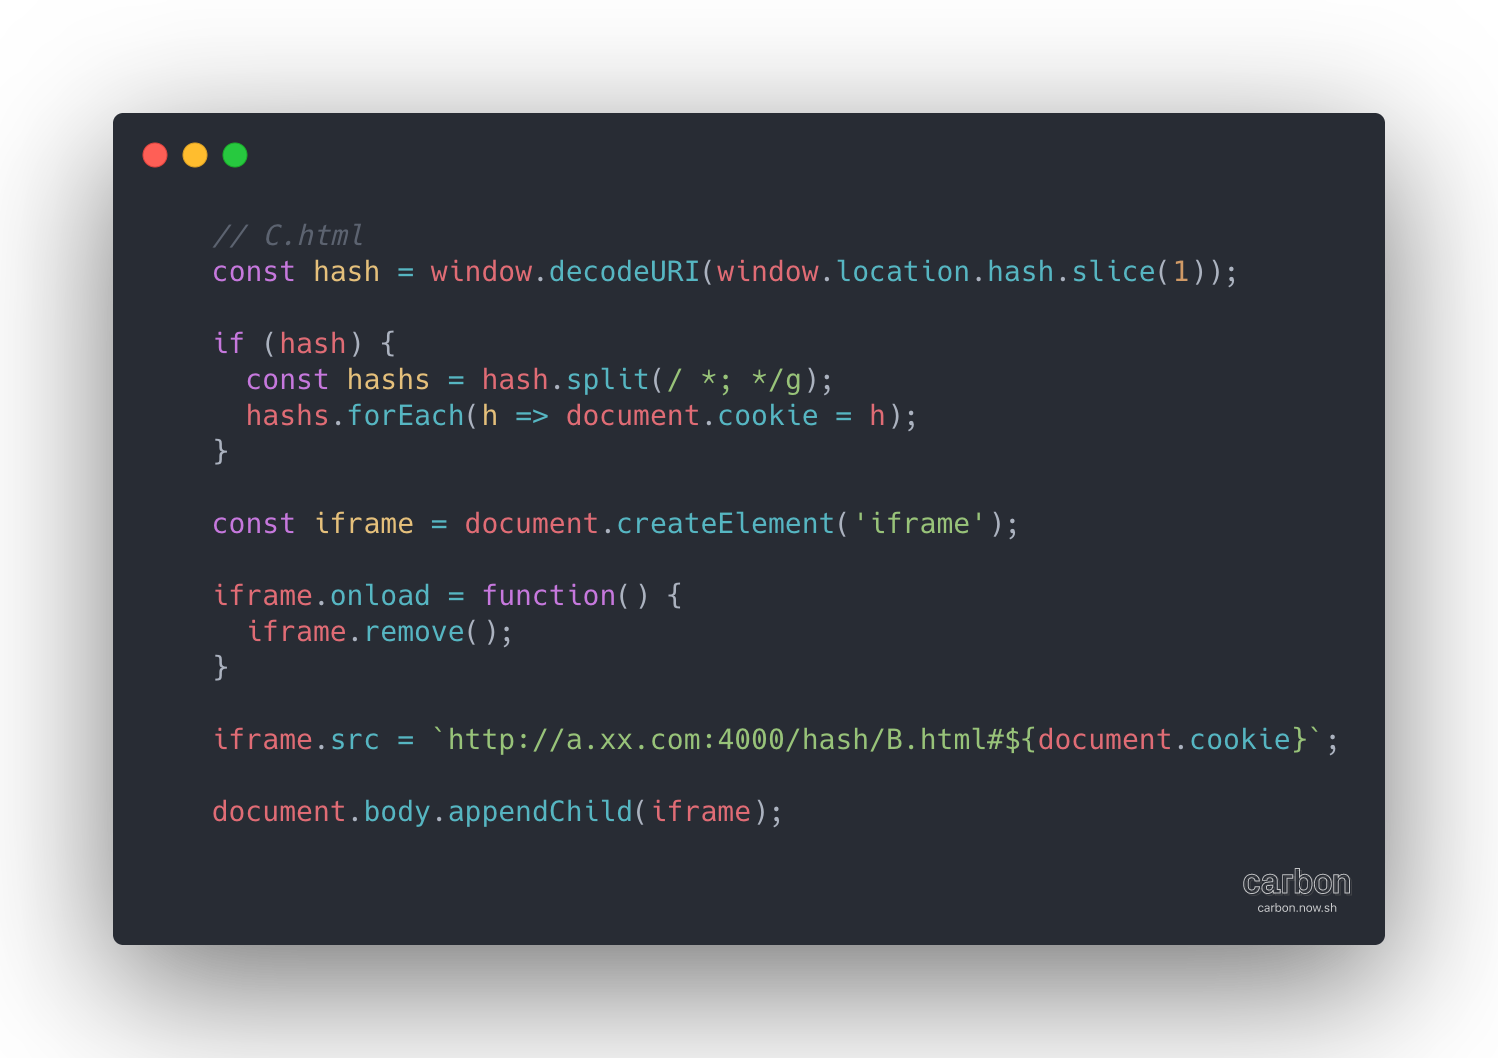 // C.html
const hash = window.decodeURI(window.location.hash.slice(1));
if (hash) {
  const hashs = hash.split(/ *; */g);
  hashs.forEach(h => document.cookie = h);
}
const iframe = document.createElement('iframe');
iframe.onload = function() {
  iframe.remove();
}
iframe.src = `http://a.xx.com:4000/hash/B.html#${document.cookie}`;
document.body.appendChild(iframe);
carbon
carbon.now.sh